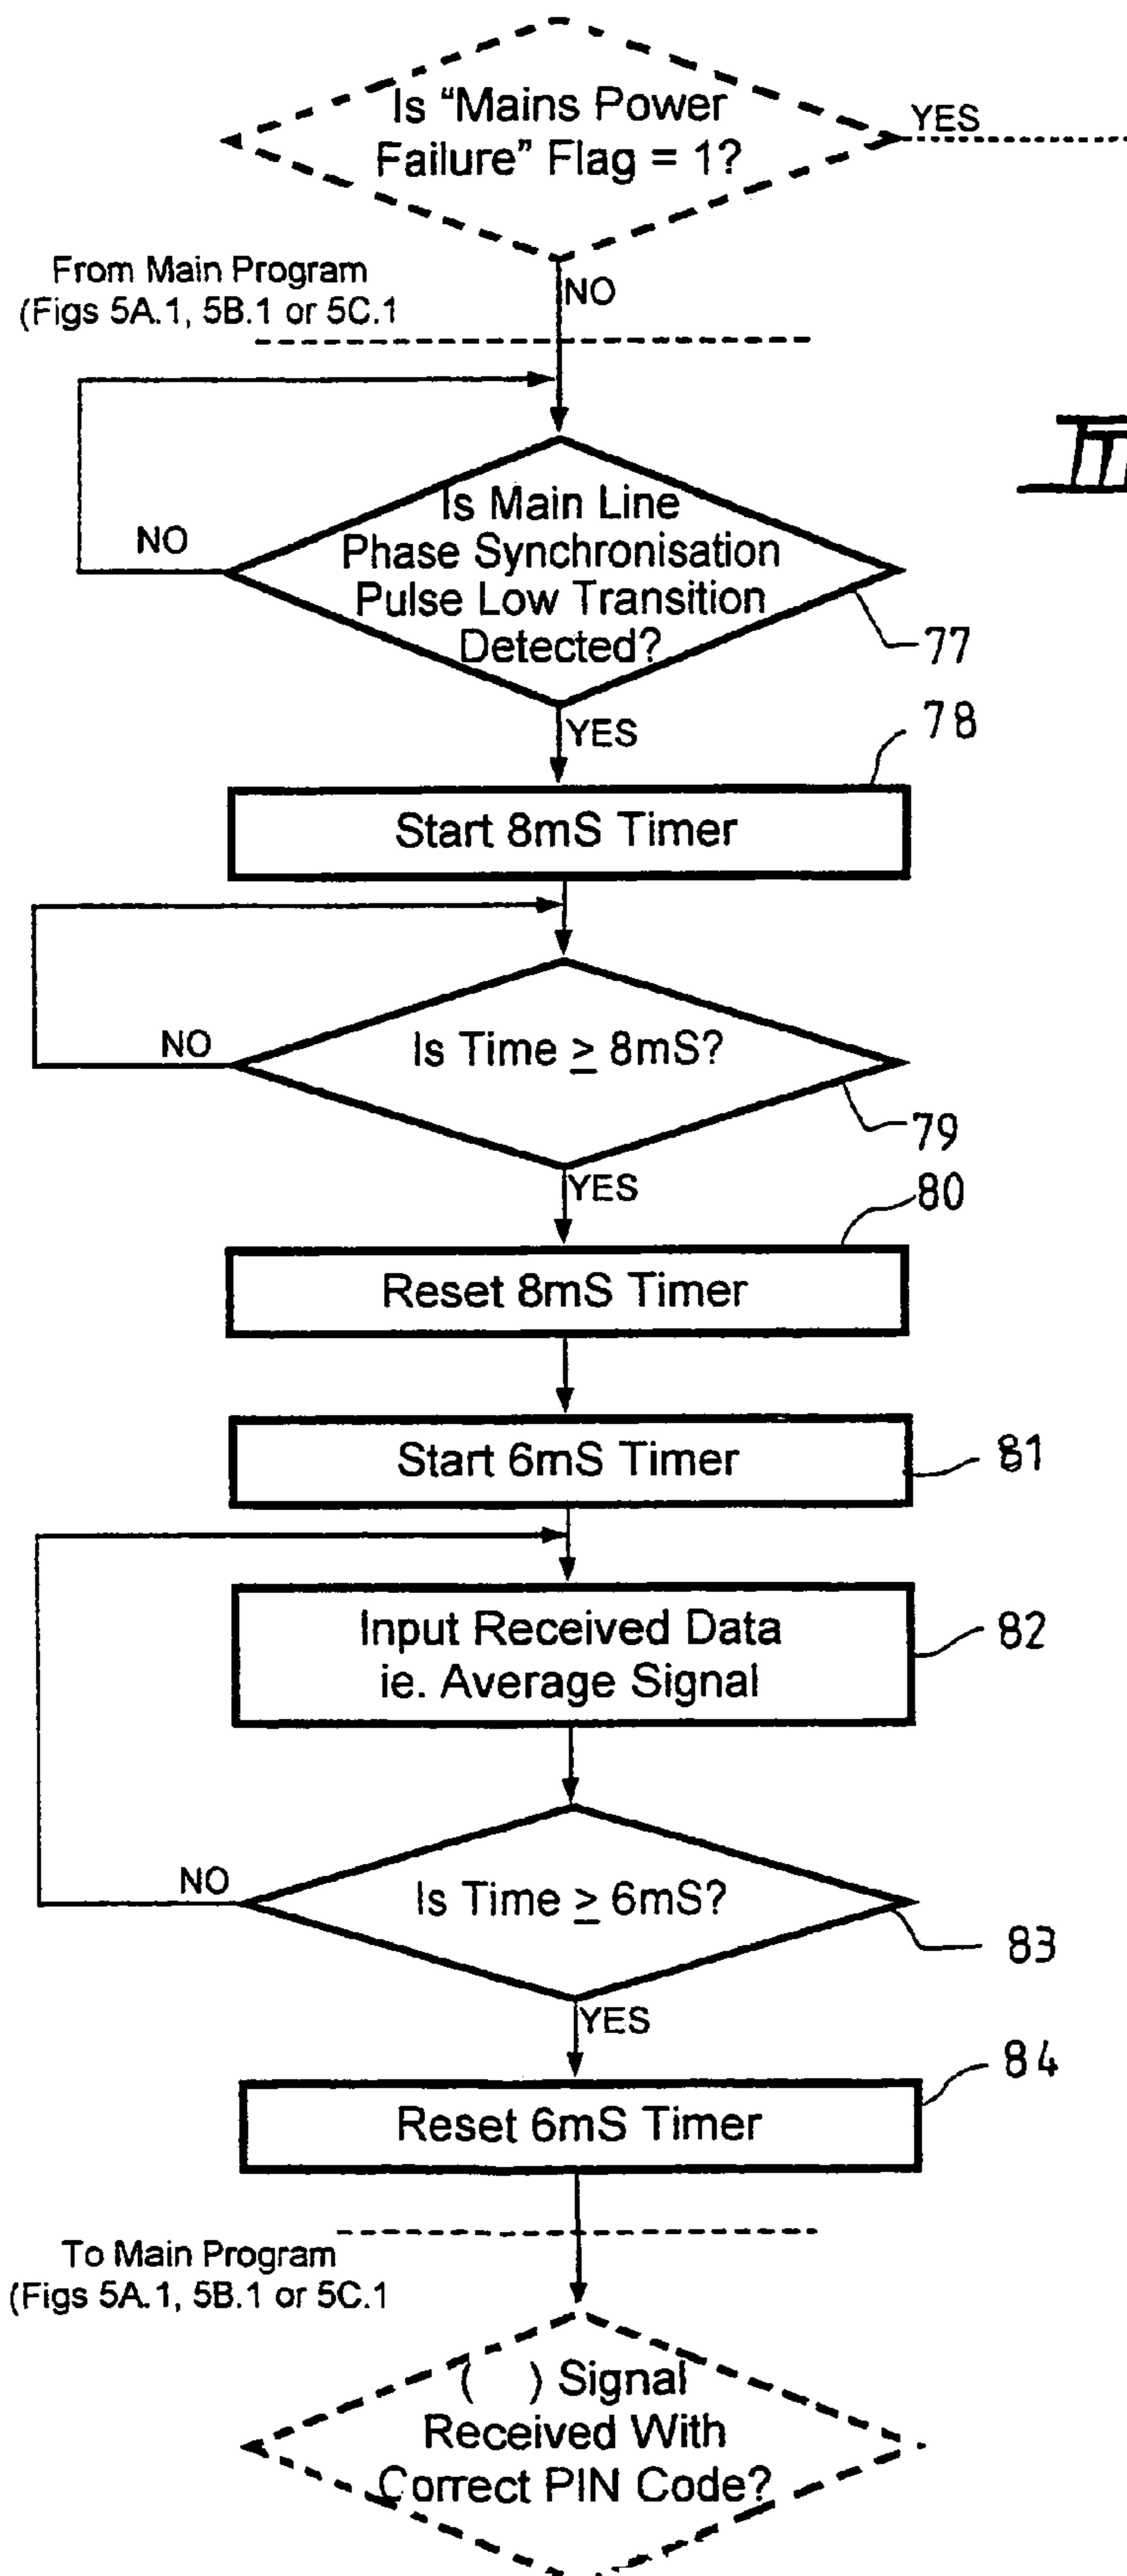 Is “Mains Power
Failure” Flag = 1?
YES
From Main Program
(Figs 5A.1, 5B.1 or 5C.1
NO
Is Main Line
Phase Synchronisation
Pulse Low Transition
Detected?
NO
77
YES
78
Start 8mS Timer
Is Time ≥ 8mS?
NO
79
YES
80
Reset 8mS Timer
Start 6mS Timer
81
Input Received Data
ie. Average Signal
82
Is Time ≥ 6mS?
NO
83
YES
84
Reset 6mS Timer
To Main Program
(Figs 5A.1, 5B.1 or 5C.1
( ) Signal
Received With
Correct PIN Code?